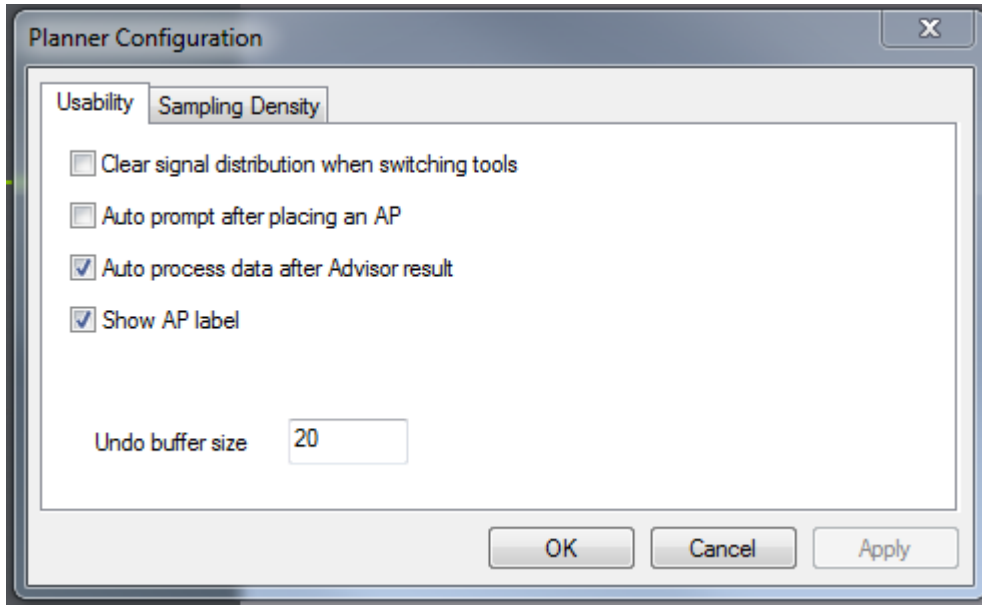 Planner Configuration
Usability
Sampling Density
Clear signal distribution when switching tools
Auto prompt after placing an AP
Auto process data after Advisor result
Show AP label
Undo buffer size 20
OK Cancel Apply